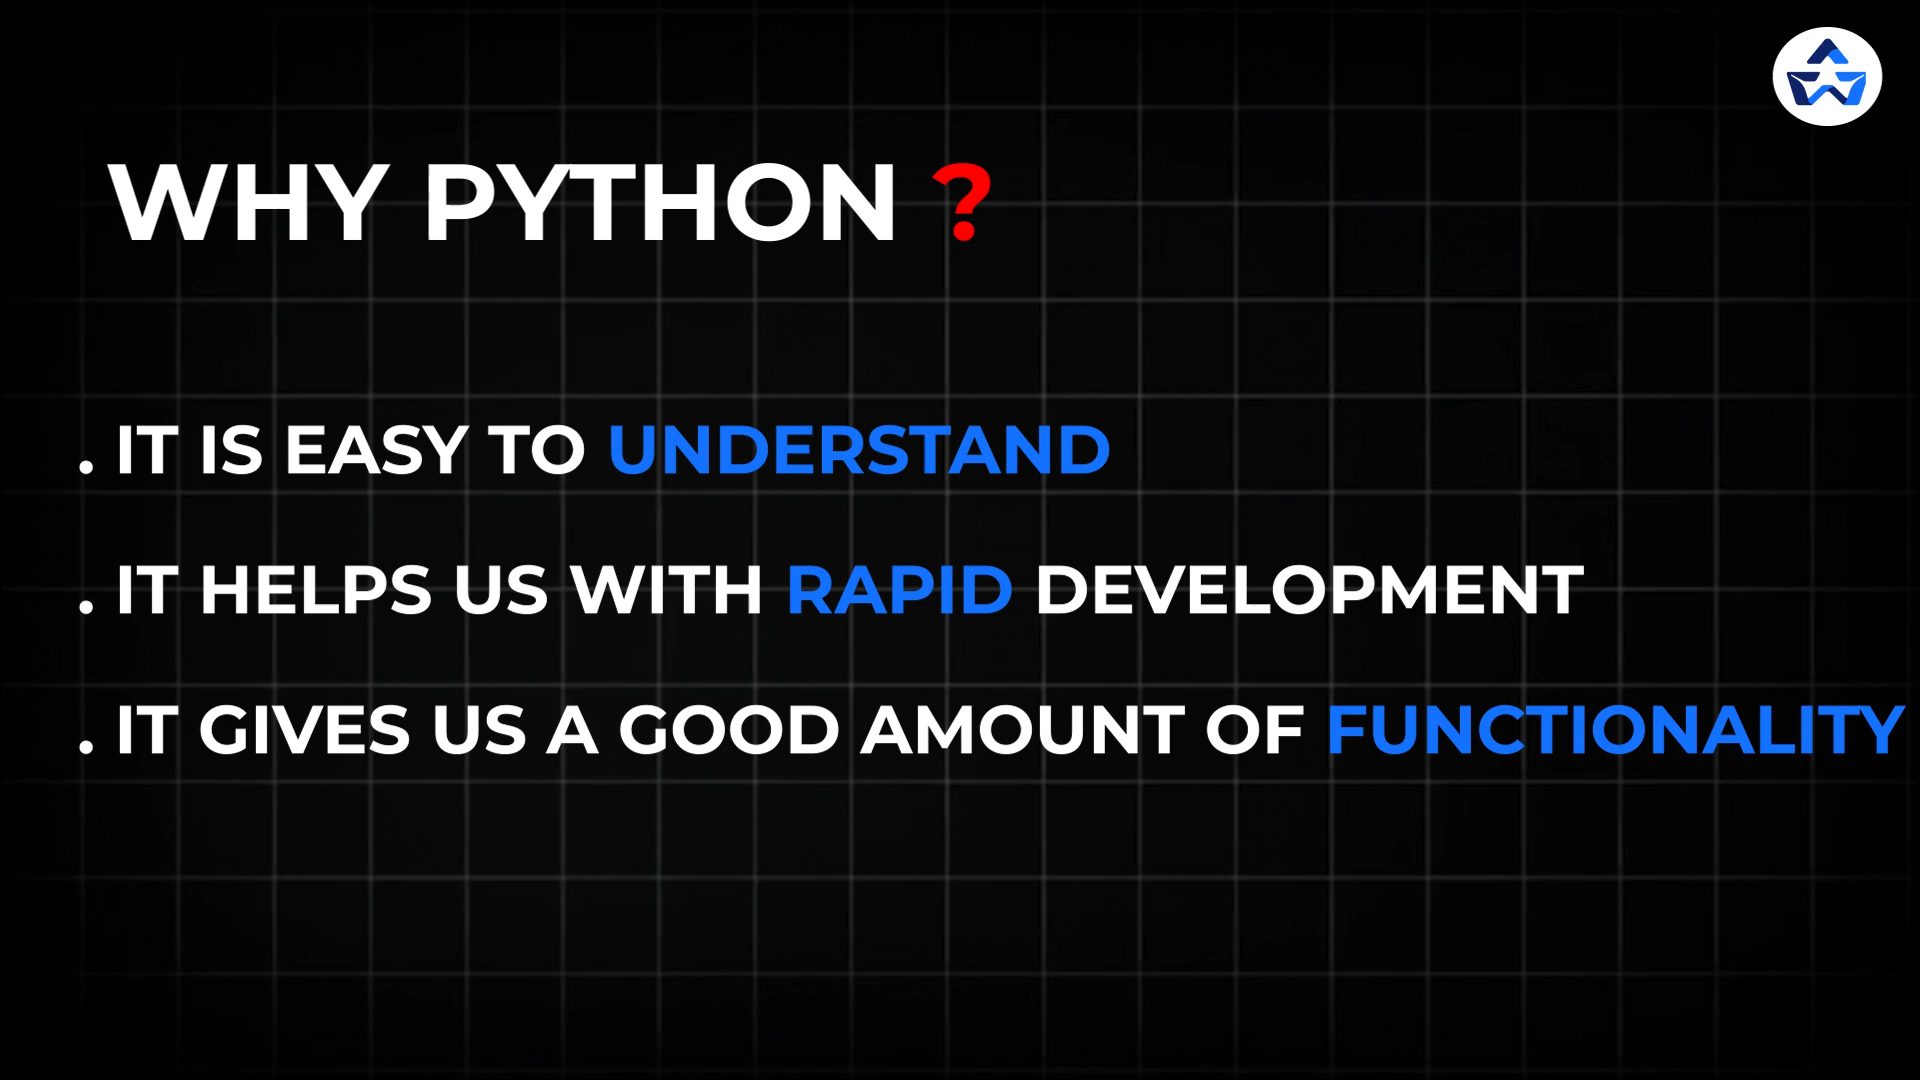 WHY PYTHON ?
. IT IS EASY TO UNDERSTAND
. IT HELPS US WITH RAPID DEVELOPMENT
. IT GIVES US A GOOD AMOUNT OF FUNCTIONALITY